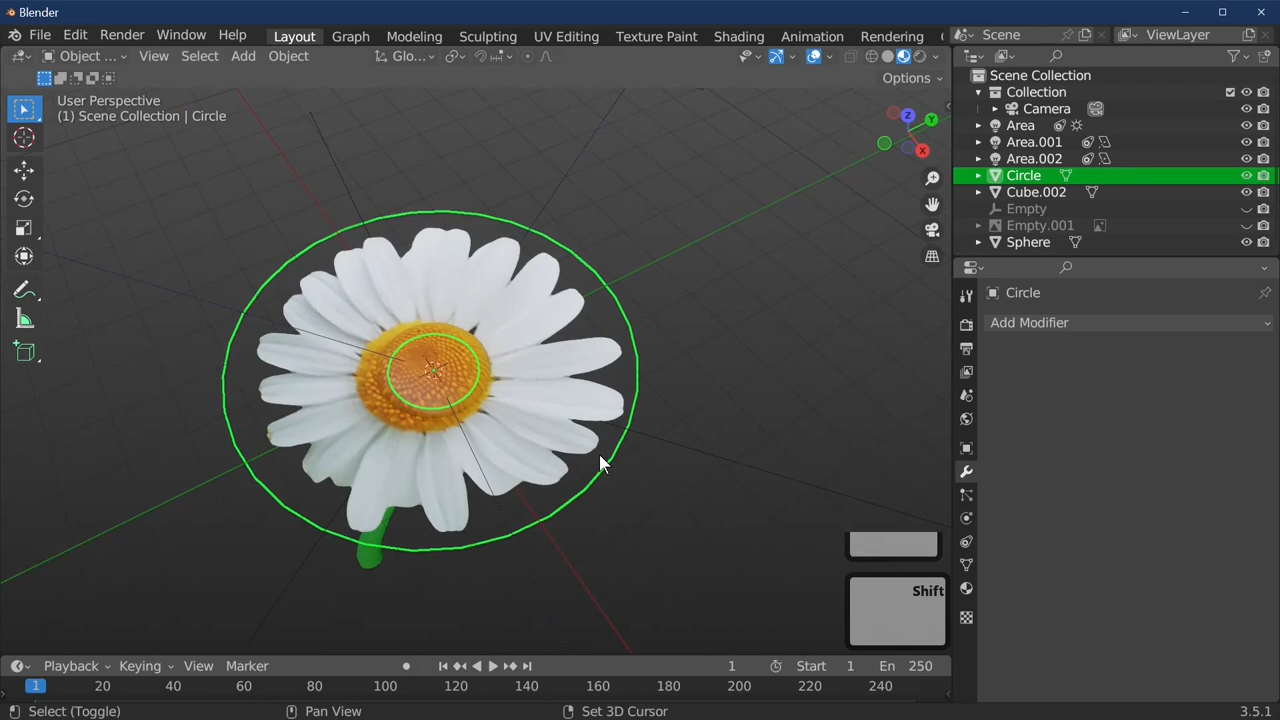 Blender
File Edit Render Window Help Layout Graph Modeling Sculpting UV Editing Texture Paint Shading Animation Rendering Scene ViewLayer
Object ... View Select Add Object Glo...
Options
User Perspective
(1) Scene Collection | Circle
Z
Y
X
Scene Collection
Collection
Camera
Area
Area.001
Area.002
Circle
Cube.002
Empty
Empty.001
Sphere
Circle
Add Modifier
Shift
Playback Keying View Marker 1 Start 1 En 250
1 20 40 60 80 100 120 140 160 180 200 220 240
Select (Toggle) Pan View Set 3D Cursor 3.5.1